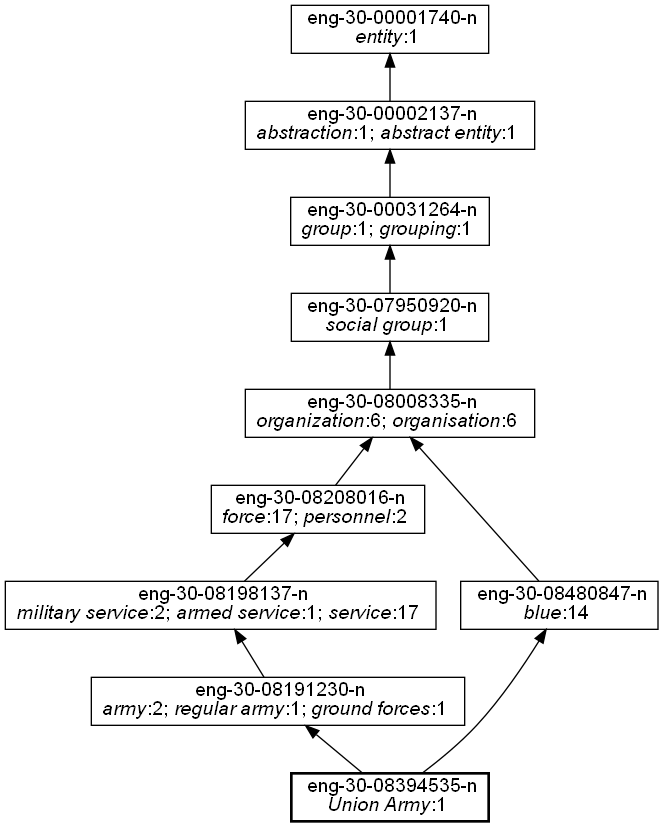 eng-30-00001740-n
entity:1
eng-30-00002137-n
abstraction:1; abstract entity:1
eng-30-00031264-n
group:1; grouping:1
eng-30-07950920-n
social group:1
eng-30-08008335-n
organization:6; organisation:6
eng-30-08208016-n
force:17; personnel:2
eng-30-08198137-n
military service:2; armed service:1; service:17
eng-30-08480847-n
blue:14
eng-30-08191230-n
army:2; regular army:1; ground forces:1
eng-30-08394535-n
Union Army:1